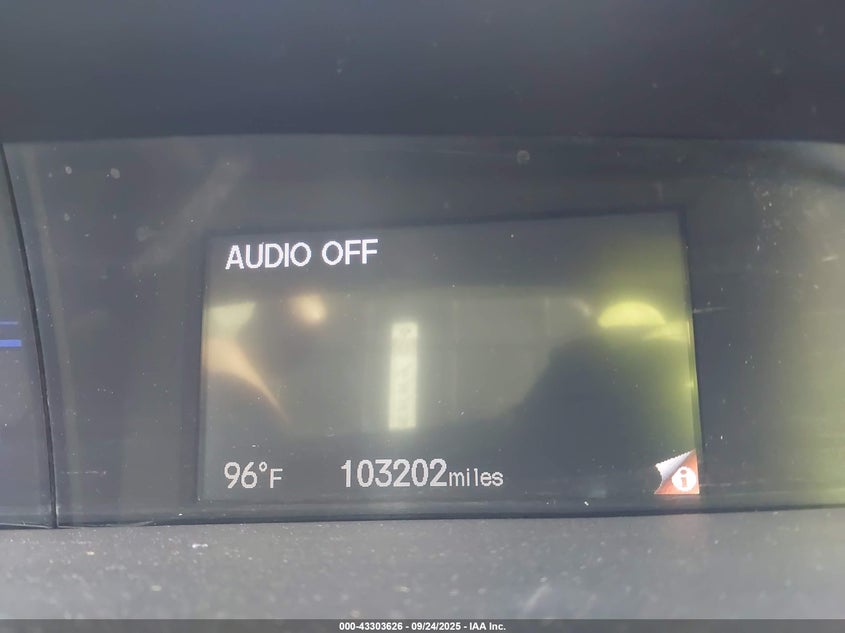 AUDIO OFF
96°F 103202miles
i
000-43303626 - 09/24/2025 - IAA Inc.